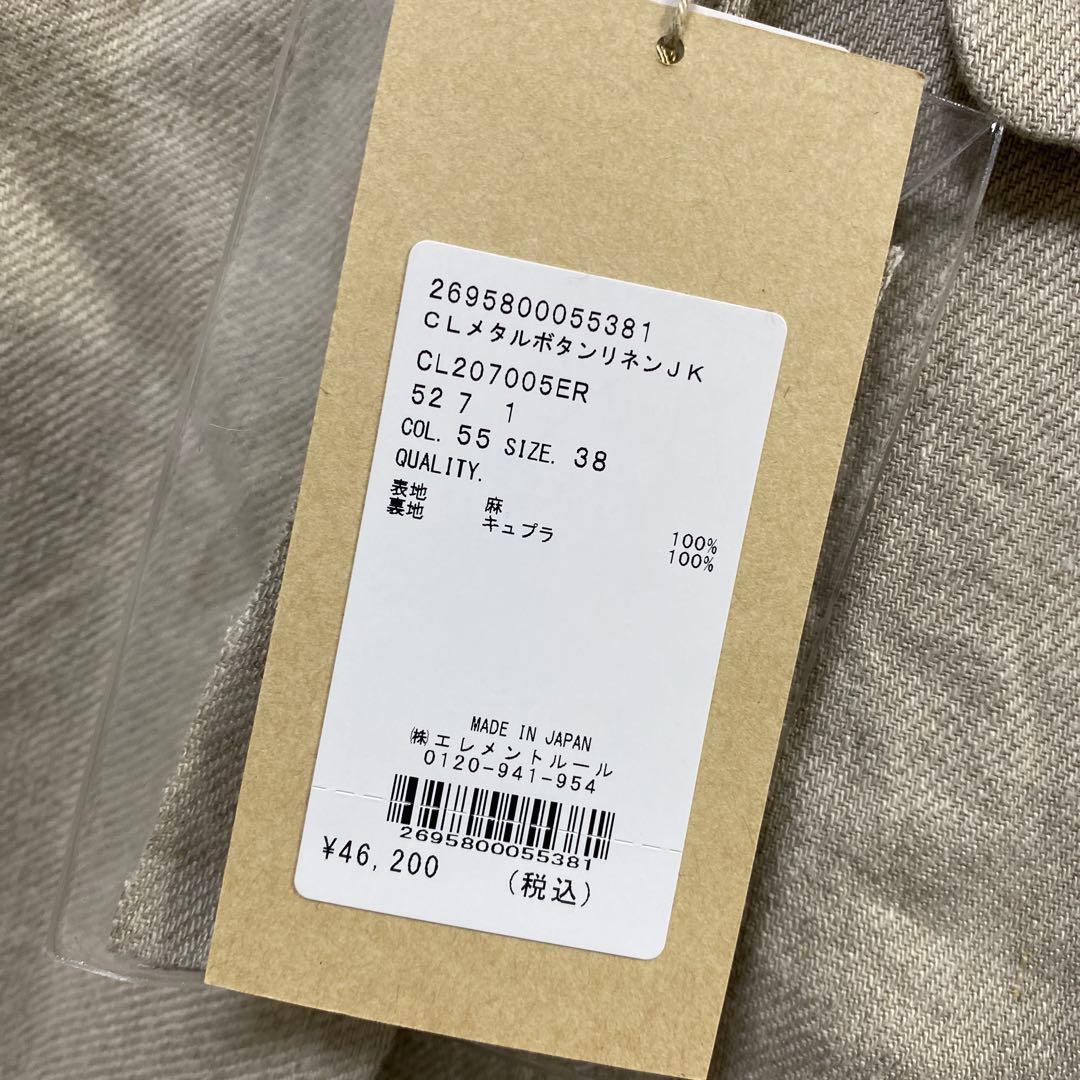 2695800055381
CLメタルボタンリネンJK
CL207005ER
52 7 1
COL. 55 SIZE. 38
QUALITY.
表地 麻 100%
裏地 キュプラ 100%
MADE IN JAPAN
㈱エレメントルール
0120-941-954
2695800055381
¥46,200 (税込)